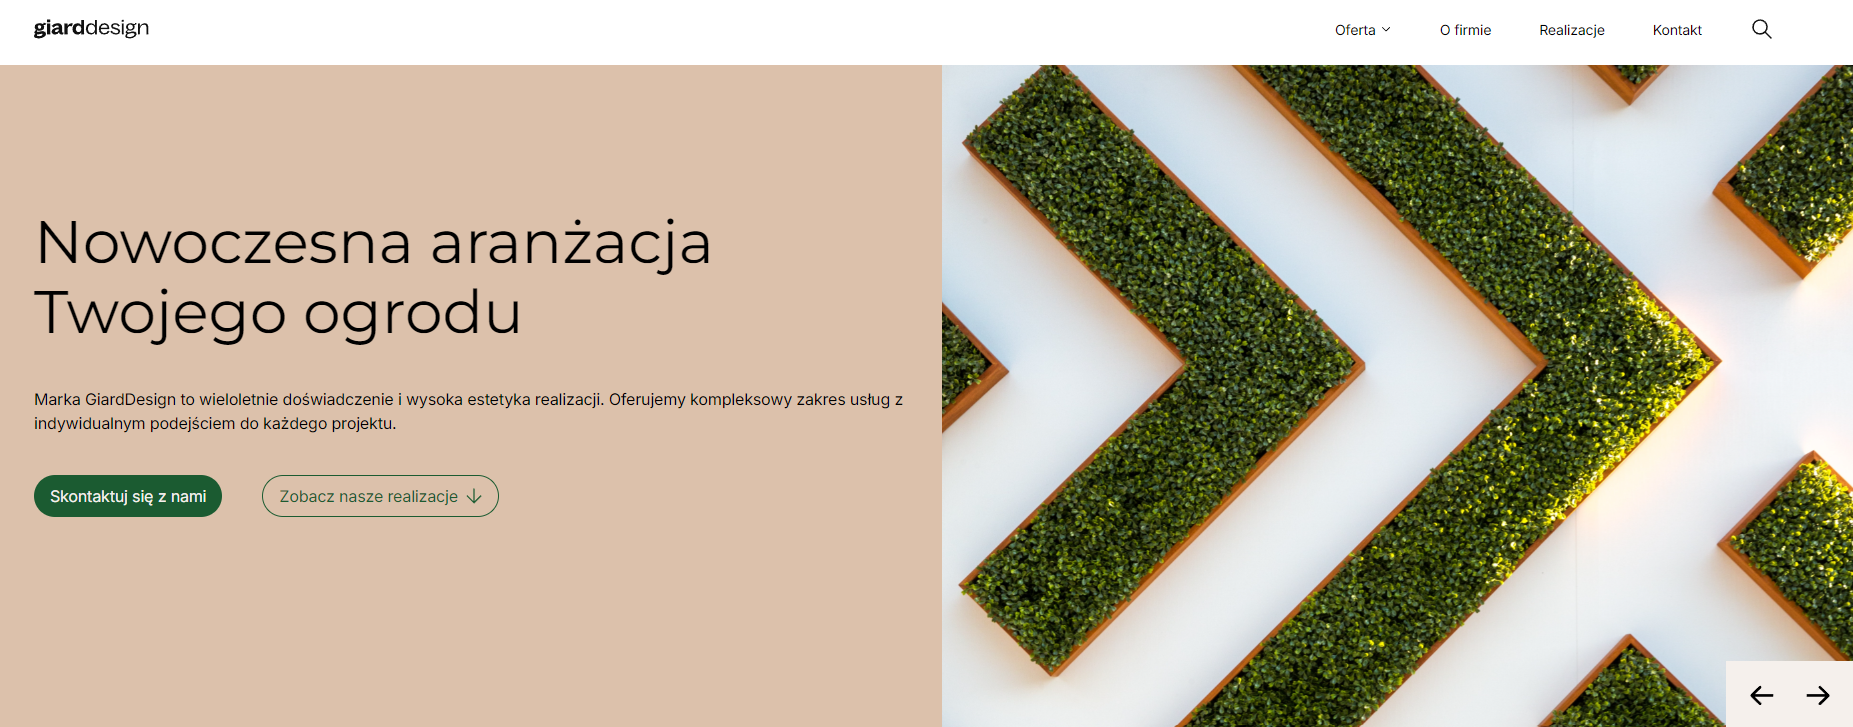 giarddesign
Oferta
O firmie
Realizacje
Kontakt
Nowoczesna aranżacja
Twojego ogrodu
Marka GiardDesign to wieloletnie doświadczenie i wysoka estetyka realizacji. Oferujemy kompleksowy zakres usług z
indywidualnym podejściem do każdego projektu.
Skontaktuj się z nami
Zobacz nasze realizacje